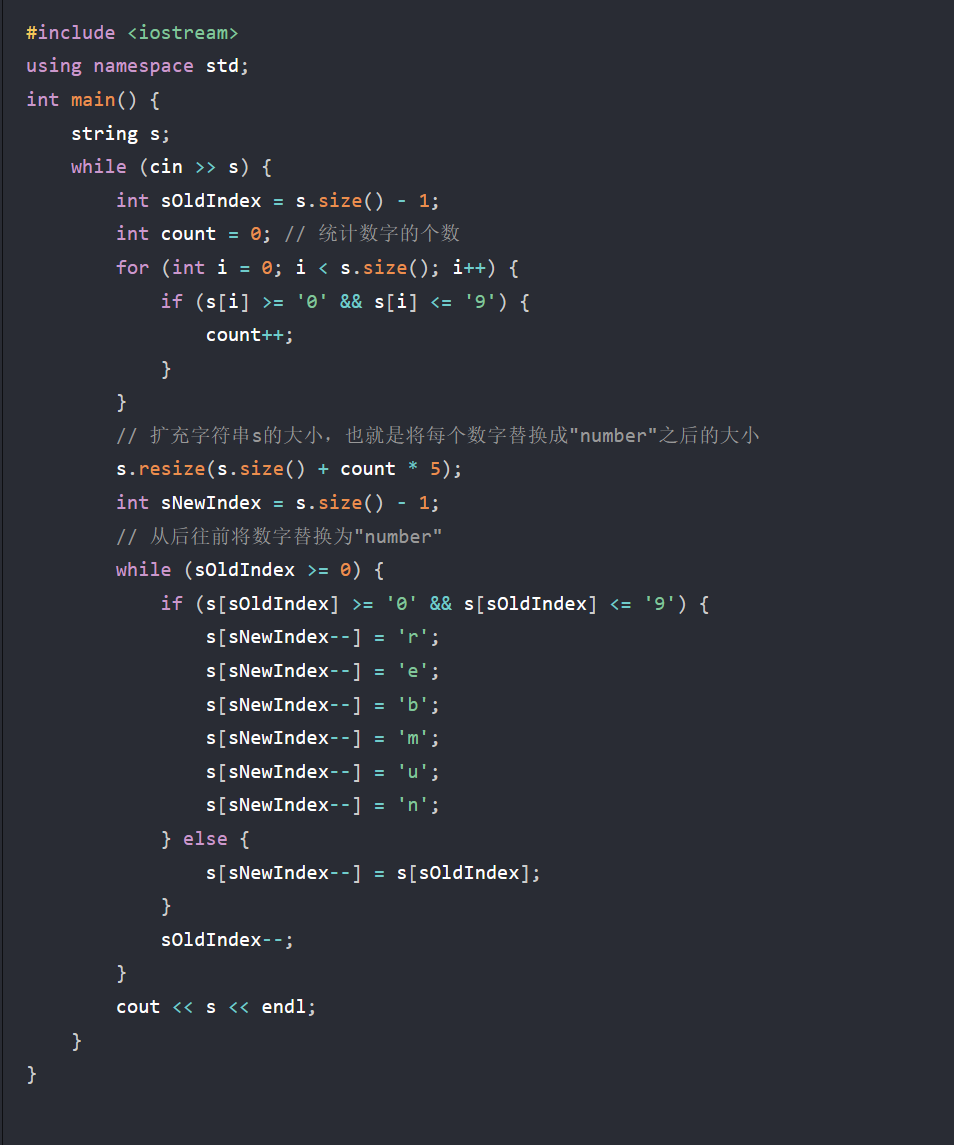 #include <iostream>
using namespace std;
int main() {
    string s;
    while (cin >> s) {
        int sOldIndex = s.size() - 1;
        int count = 0; // 统计数字的个数
        for (int i = 0; i < s.size(); i++) {
            if (s[i] >= '0' && s[i] <= '9') {
                count++;
            }
        }
        // 扩充字符串s的大小，也就是将每个数字替换成"number"之后的大小
        s.resize(s.size() + count * 5);
        int sNewIndex = s.size() - 1;
        // 从后往前将数字替换为"number"
        while (sOldIndex >= 0) {
            if (s[sOldIndex] >= '0' && s[sOldIndex] <= '9') {
                s[sNewIndex--] = 'r';
                s[sNewIndex--] = 'e';
                s[sNewIndex--] = 'b';
                s[sNewIndex--] = 'm';
                s[sNewIndex--] = 'u';
                s[sNewIndex--] = 'n';
            } else {
                s[sNewIndex--] = s[sOldIndex];
            }
            sOldIndex--;
        }
        cout << s << endl;
    }
}